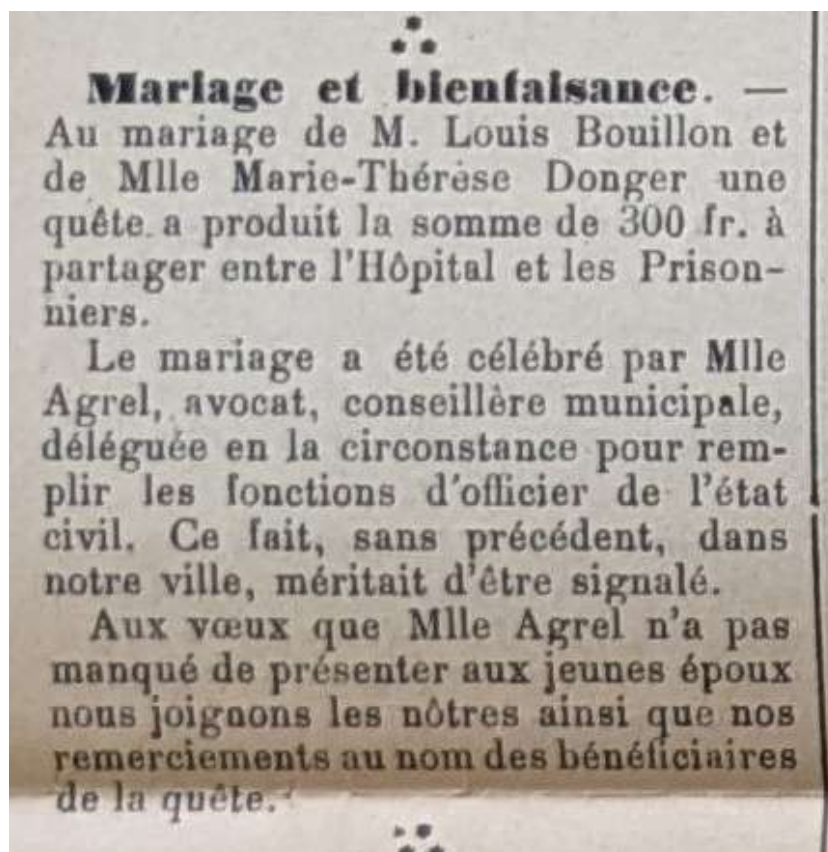 Mariage et bienfaisance. —
Au mariage de M. Louis Bouillon et
de Mlle Marie-Thérèse Donger une
quête a produit la somme de 300 fr. à
partager entre l'Hôpital et les Prison-
niers.
Le mariage a été célébré par Mlle
Agrel, avocat, conseillère municipale,
déléguée en la circonstance pour rem-
plir les fonctions d'officier de l'état
civil. Ce fait, sans précédent, dans
notre ville, méritait d'être signalé.
Aux vœux que Mlle Agrel n'a pas
manqué de présenter aux jeunes époux
nous joignons les nôtres ainsi que nos
remerciements au nom des bénéficiaires
de la quête.